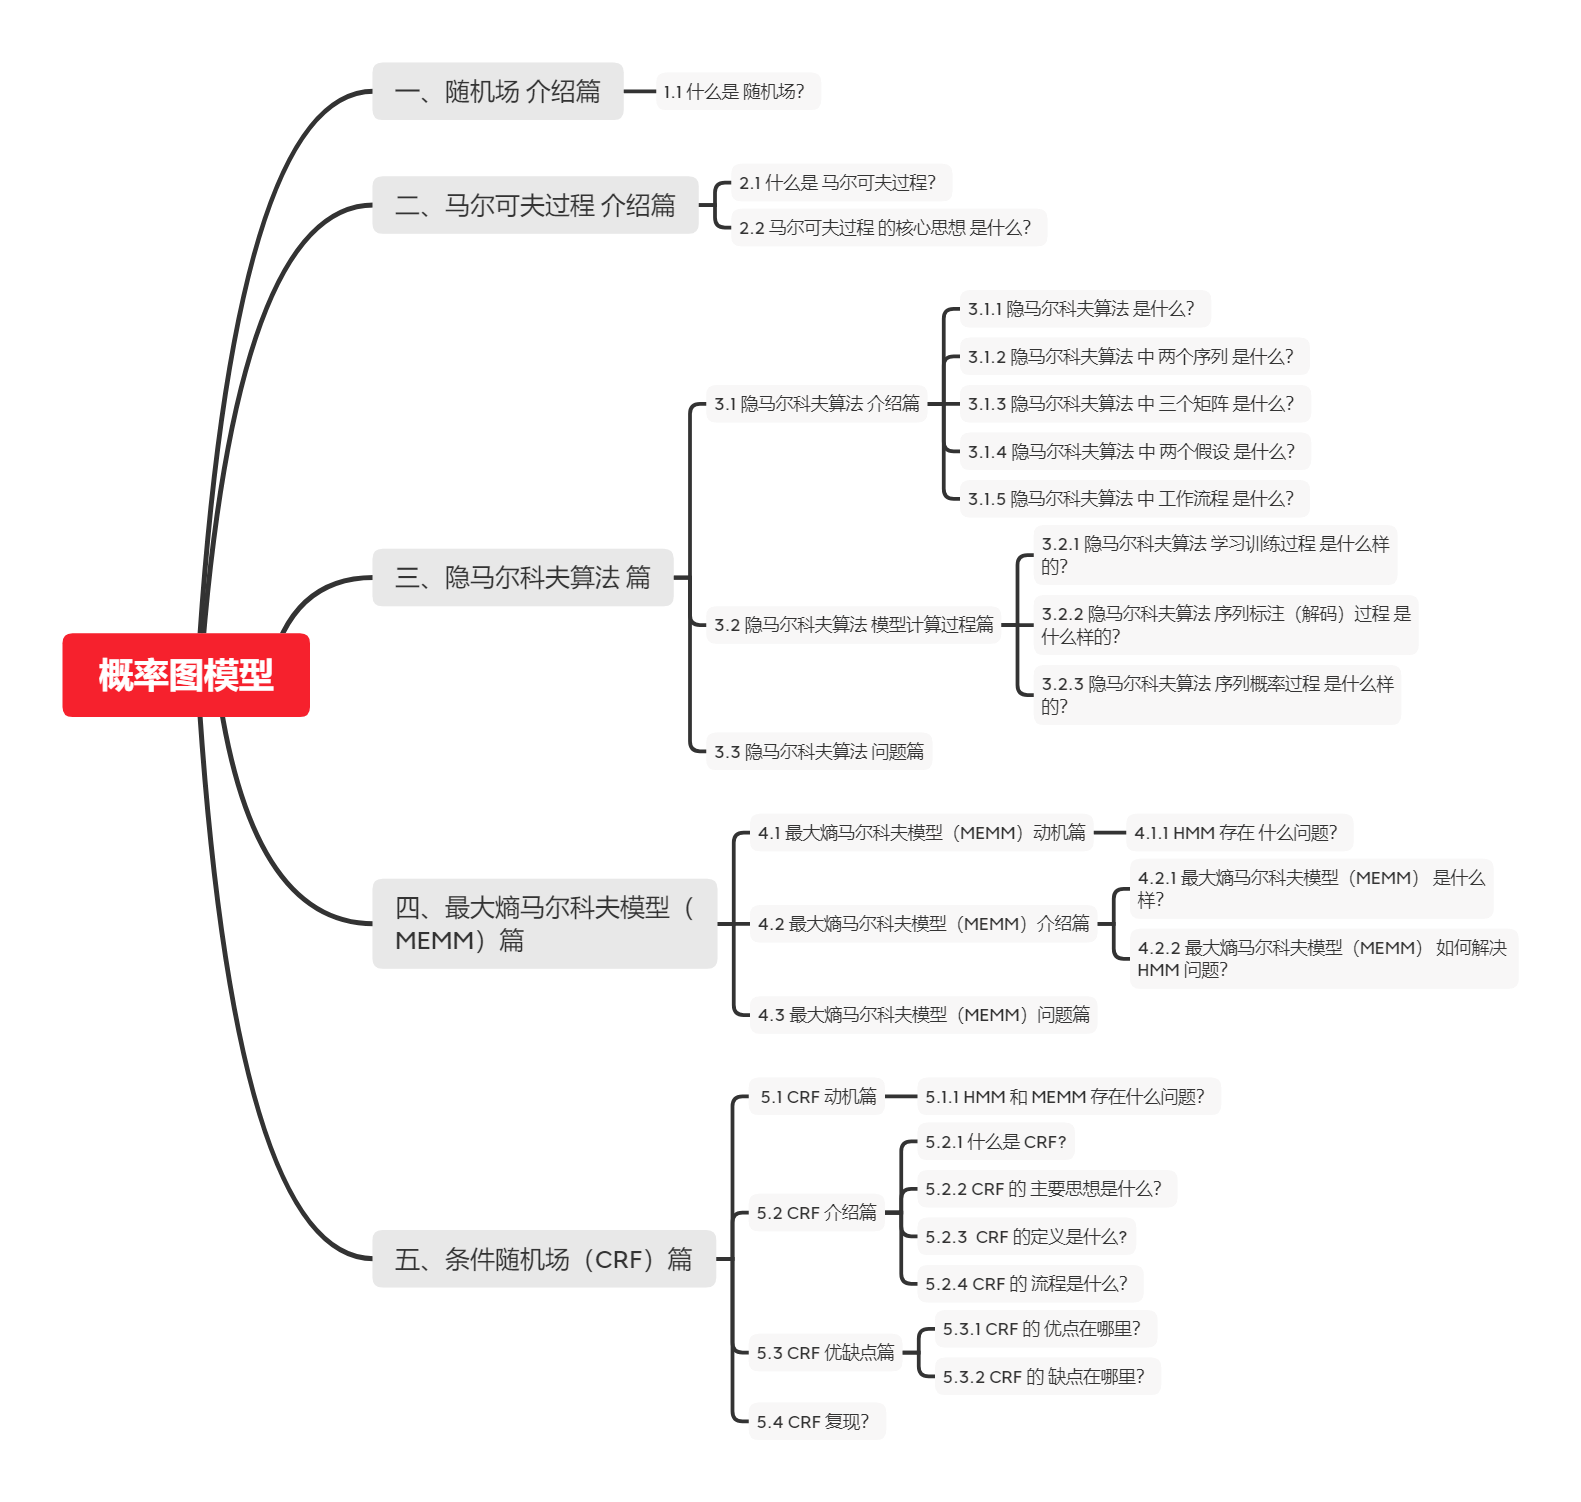 概率图模型
一、随机场 介绍篇
1.1 什么是 随机场?
二、马尔可夫过程 介绍篇
2.1 什么是 马尔可夫过程?
2.2 马尔可夫过程 的核心思想 是什么?
三、隐马尔科夫算法 篇
3.1 隐马尔科夫算法 介绍篇
3.1.1 隐马尔科夫算法 是什么?
3.1.2 隐马尔科夫算法 中 两个序列 是什么?
3.1.3 隐马尔科夫算法 中 三个矩阵 是什么?
3.1.4 隐马尔科夫算法 中 两个假设 是什么?
3.1.5 隐马尔科夫算法 中 工作流程 是什么?
3.2 隐马尔科夫算法 模型计算过程篇
3.2.1 隐马尔科夫算法 学习训练过程 是什么样
的?
3.2.2 隐马尔科夫算法 序列标注（解码）过程 是
什么样的?
3.2.3 隐马尔科夫算法 序列概率过程 是什么样
的?
3.3 隐马尔科夫算法 问题篇
四、最大熵马尔科夫模型（
MEMM）篇
4.1 最大熵马尔科夫模型（MEMM）动机篇
4.1.1 HMM 存在 什么问题?
4.2 最大熵马尔科夫模型（MEMM）介绍篇
4.2.1 最大熵马尔科夫模型（MEMM） 是什么
样?
4.2.2 最大熵马尔科夫模型（MEMM） 如何解决
HMM 问题?
4.3 最大熵马尔科夫模型（MEMM）问题篇
五、条件随机场（CRF）篇
5.1 CRF 动机篇
5.1.1 HMM 和 MEMM 存在什么问题?
5.2 CRF 介绍篇
5.2.1 什么是 CRF?
5.2.2 CRF 的 主要思想是什么?
5.2.3 CRF 的定义是什么?
5.2.4 CRF 的 流程是什么?
5.3 CRF 优缺点篇
5.3.1 CRF 的 优点在哪里?
5.3.2 CRF 的 缺点在哪里?
5.4 CRF 复现?